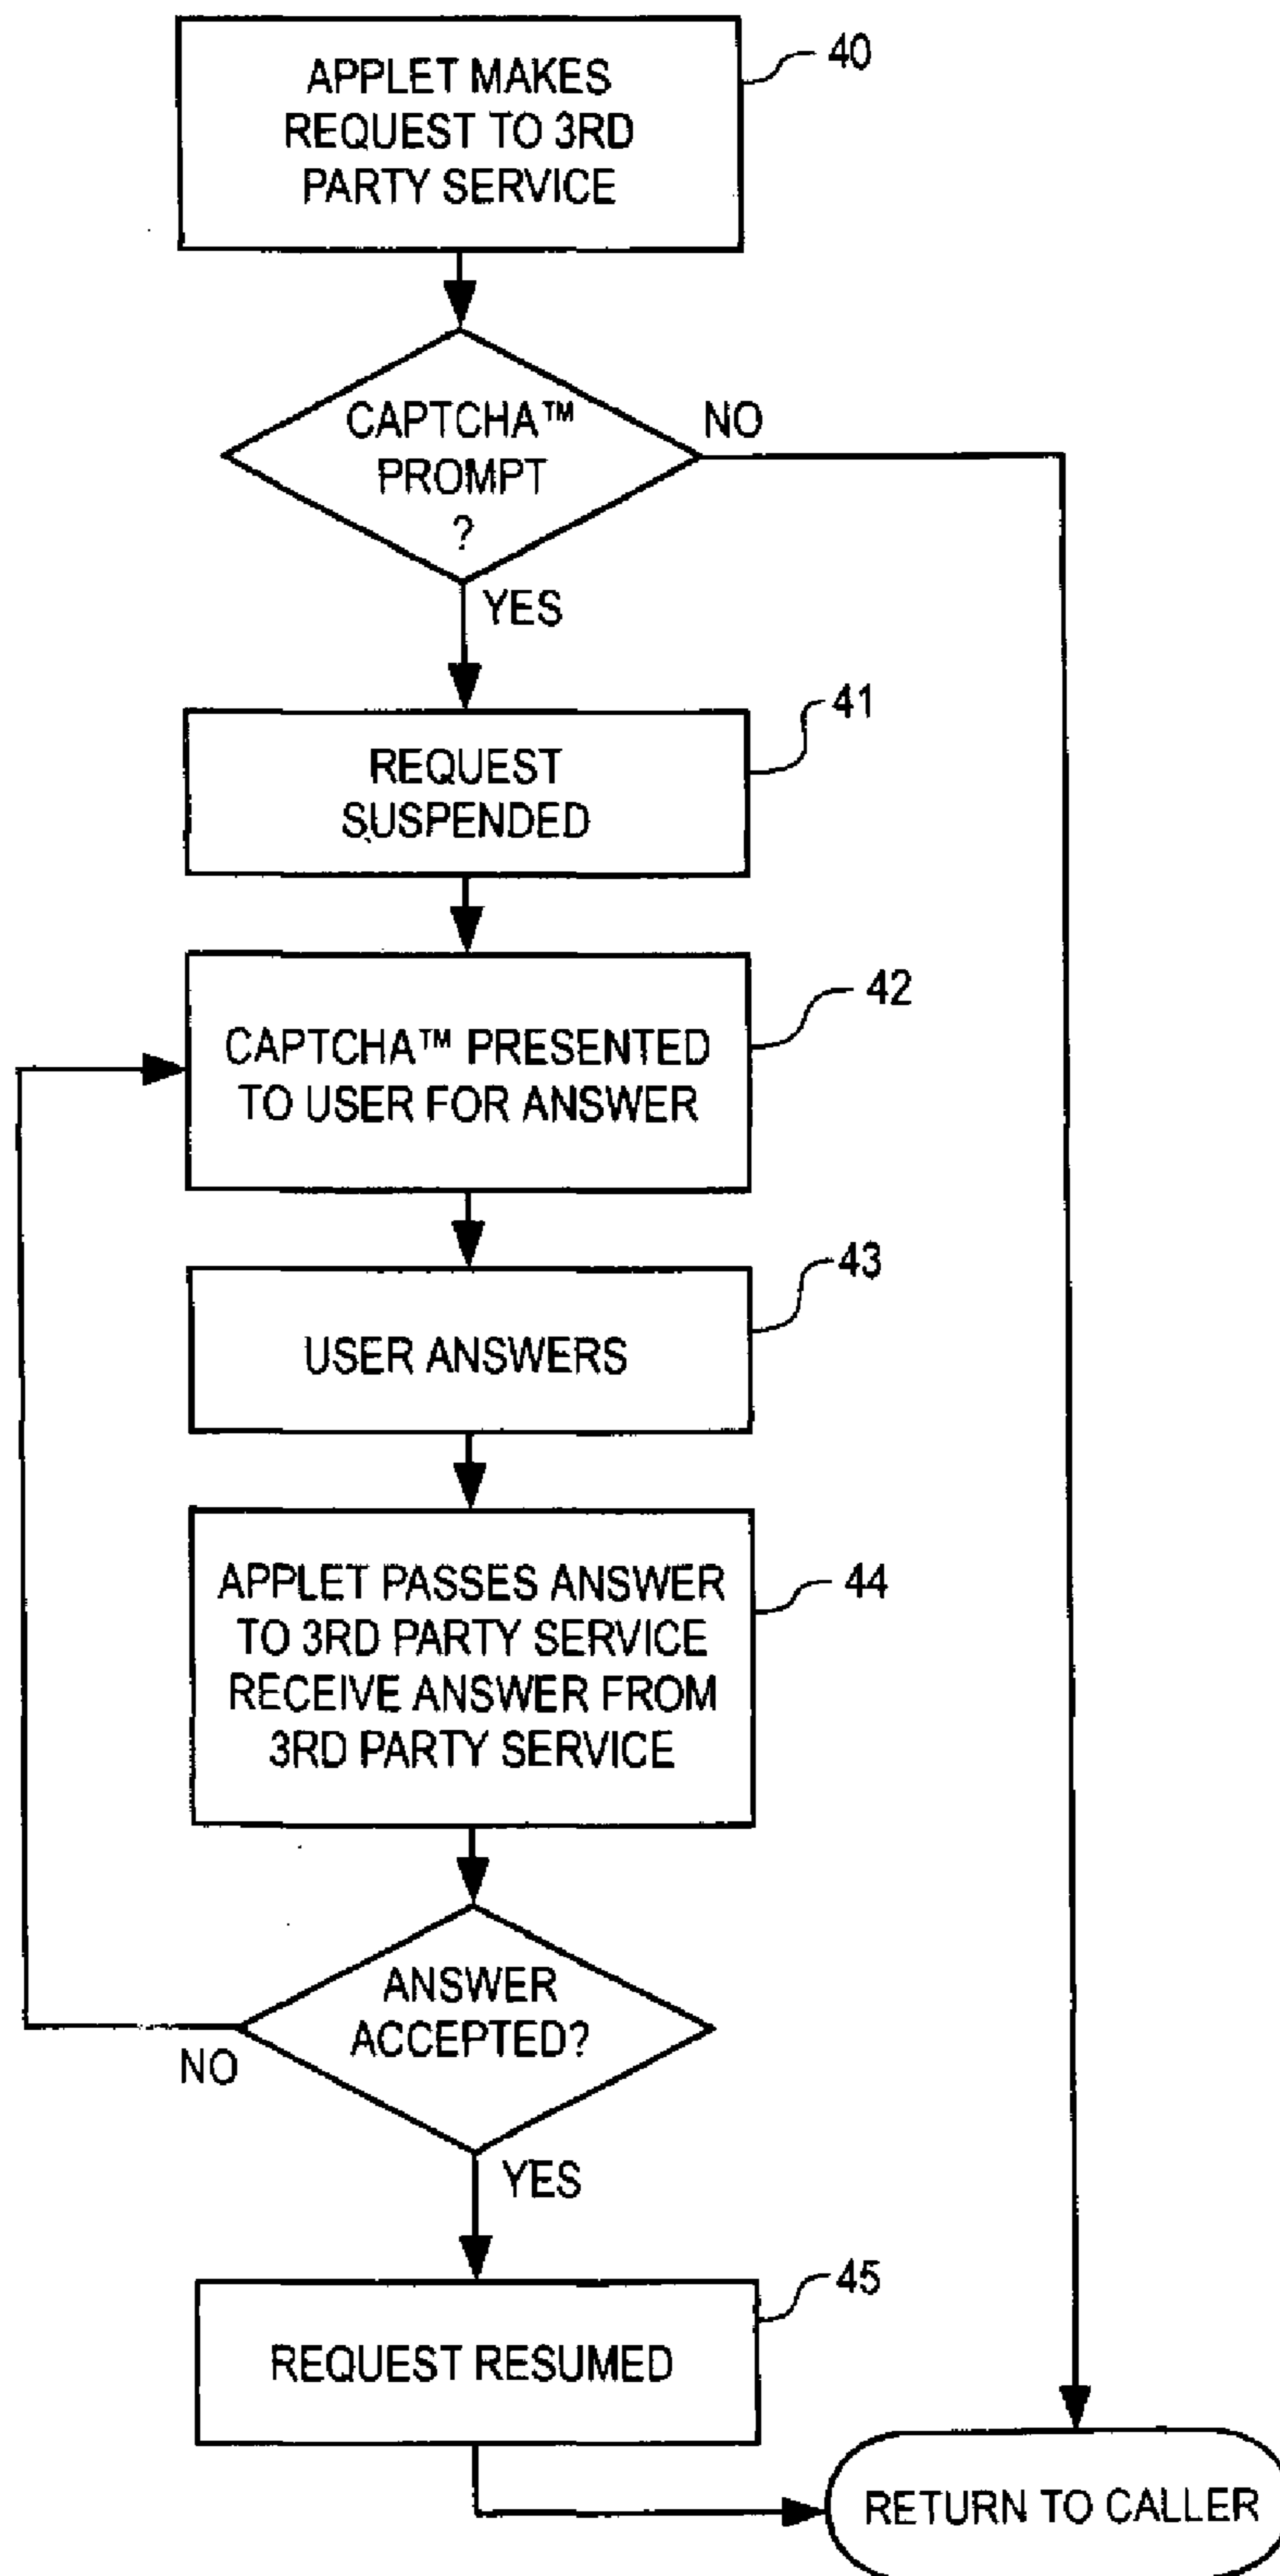 APPLET MAKES
REQUEST TO 3RD
PARTY SERVICE
40
CAPTCHA™
PROMPT
?
NO
YES
41
REQUEST
SUSPENDED
42
CAPTCHA™ PRESENTED
TO USER FOR ANSWER
43
USER ANSWERS
44
APPLET PASSES ANSWER
TO 3RD PARTY SERVICE
RECEIVE ANSWER FROM
3RD PARTY SERVICE
ANSWER
ACCEPTED?
NO
YES
45
REQUEST RESUMED
RETURN TO CALLER